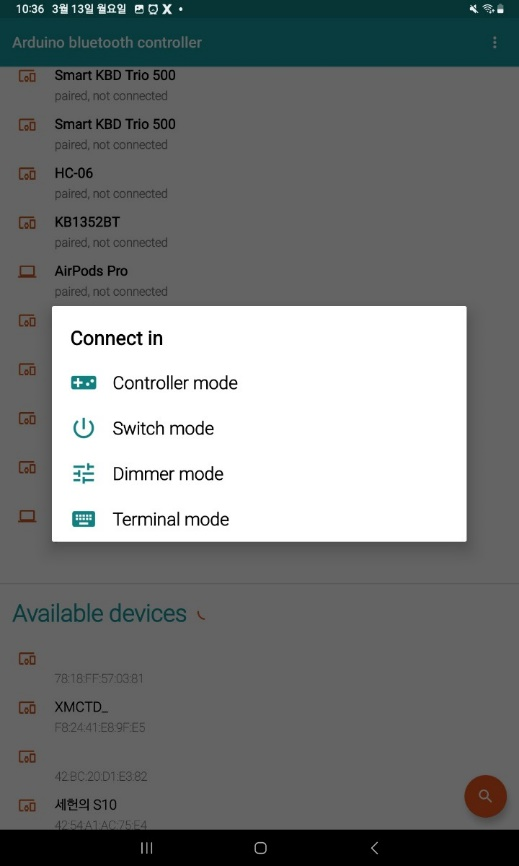 10:36 3월 13일 월요일
Arduino bluetooth controller
Smart KBD Trio 500
paired, not connected
Smart KBD Trio 500
paired, not connected
HC-06
paired, not connected
KB1352BT
paired, not connected
AirPods Pro
paired, not connected
Connect in
Controller mode
Switch mode
Dimmer mode
Terminal mode
Available devices
78:18:FF:57:03:81
XMCTD_
F8:24:41:E8:9F:E5
42:BC:20:D1:E3:82
세헌의 S10
42:54:A1:AC:75:E4